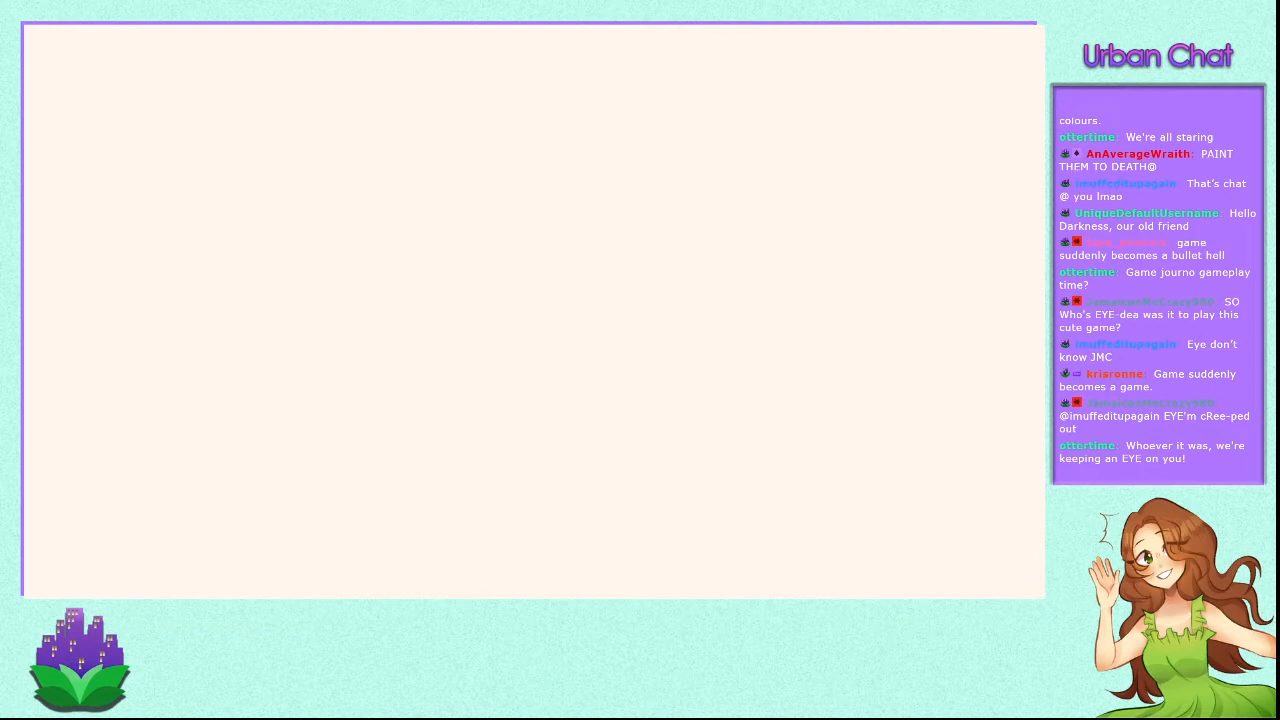 Urban Chat
colours.
ottertime: We're all staring
AnAverageWraith: PAINT
THEM TO DEATH@
imuffeditupagain: That's chat
@ you lmao
UniqueDefaultUsername: Hello
Darkness, our old friend
game
suddenly becomes a bullet hell
ottertime: Game journo gameplay
time?
JamaicanMcCrazy980: SO
Who's EYE-dea was it to play this
cute game?
imuffeditupagain: Eye don't
know JMC
krisronne: Game suddenly
becomes a game.
JamaicanMcCrazy980:
@imuffeditupagain EYE'm cRee-ped
out
ottertime: Whoever it was, we're
keeping an EYE on you!